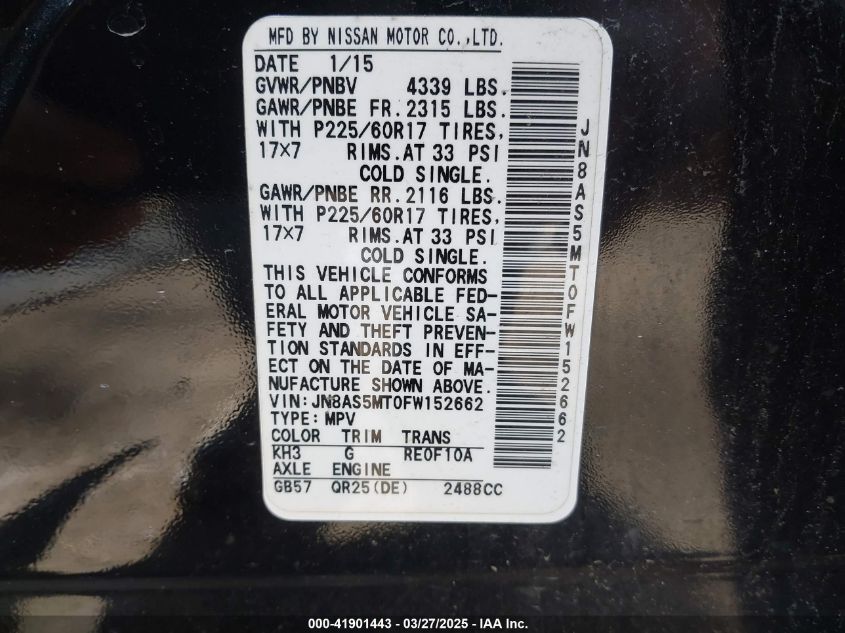 MFD BY NISSAN MOTOR CO.,LTD.
DATE 1/15
GVWR/PNBV 4339 LBS.
GAWR/PNBE FR.2315 LBS.
WITH P225/60R17 TIRES,
17X7 RIMS.AT 33 PSI
COLD SINGLE.
GAWR/PNBE RR.2116 LBS.
WITH P225/60R17 TIRES,
17X7 RIMS.AT 33 PSI
COLD SINGLE.
THIS VEHICLE CONFORMS
TO ALL APPLICABLE FED-
ERAL MOTOR VEHICLE SA-
FETY AND THEFT PREVEN-
TION STANDARDS IN EFF-
ECT ON THE DATE OF MA-
NUFACTURE SHOWN ABOVE.
VIN:JN8AS5MT0FW152662
TYPE:MPV
COLOR TRIM TRANS
KH3 G RE0F10A
AXLE ENGINE
GB57 QR25(DE) 2488CC
JN8AS5MT0FW152662
000-41901443 - 03/27/2025 - IAA Inc.